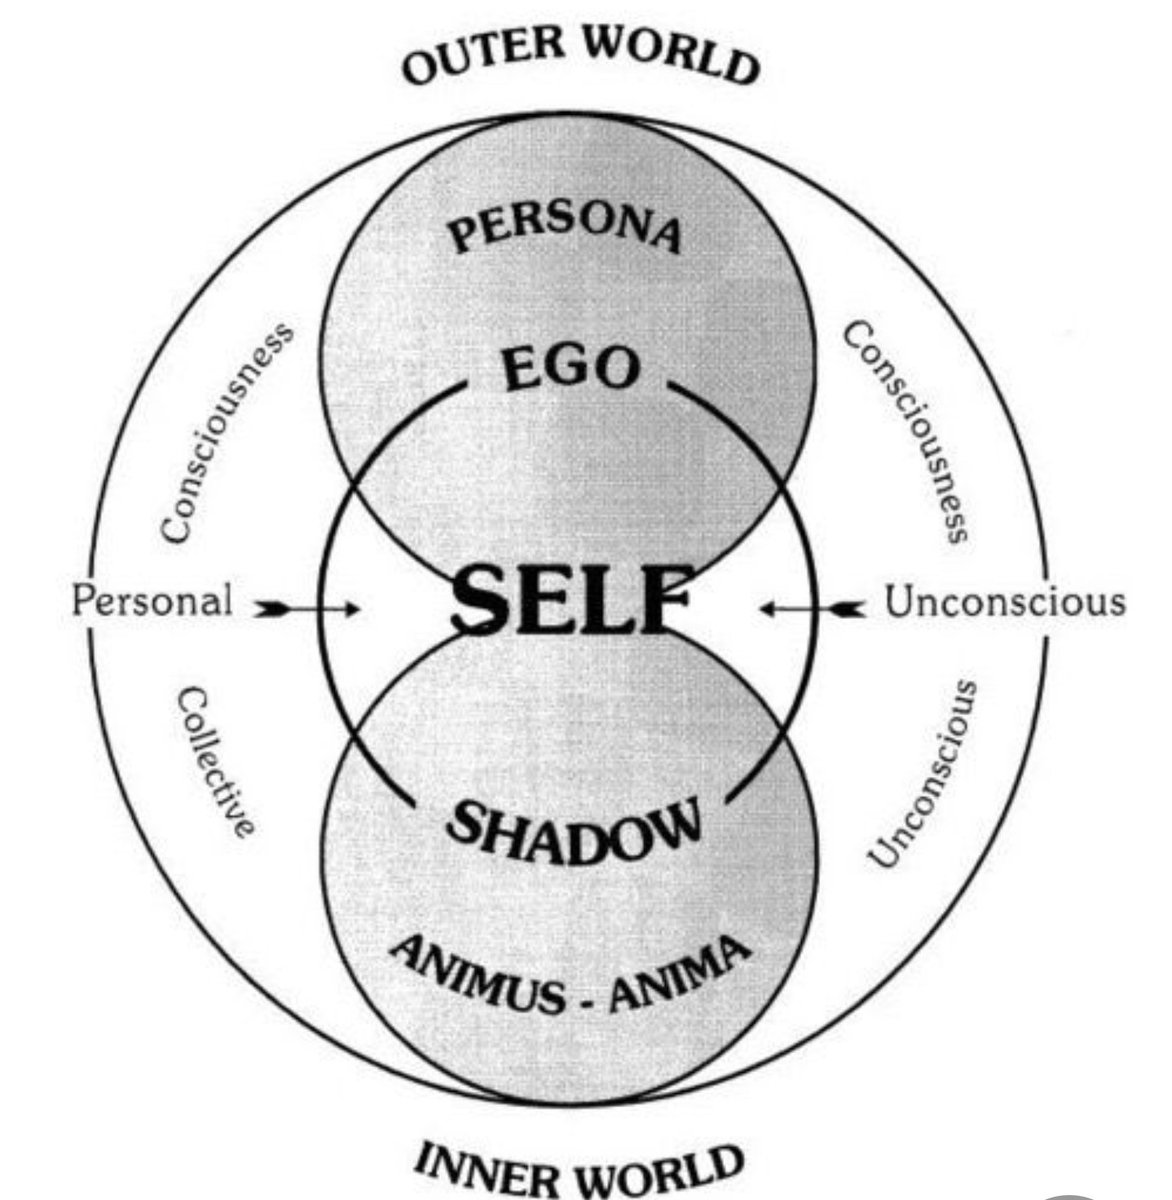 OUTER WORLD
PERSONA
EGO
Consciousness
Consciousness
Personal
SELF
Unconscious
Collective
Unconscious
SHADOW
ANIMUS - ANIMA
INNER WORLD